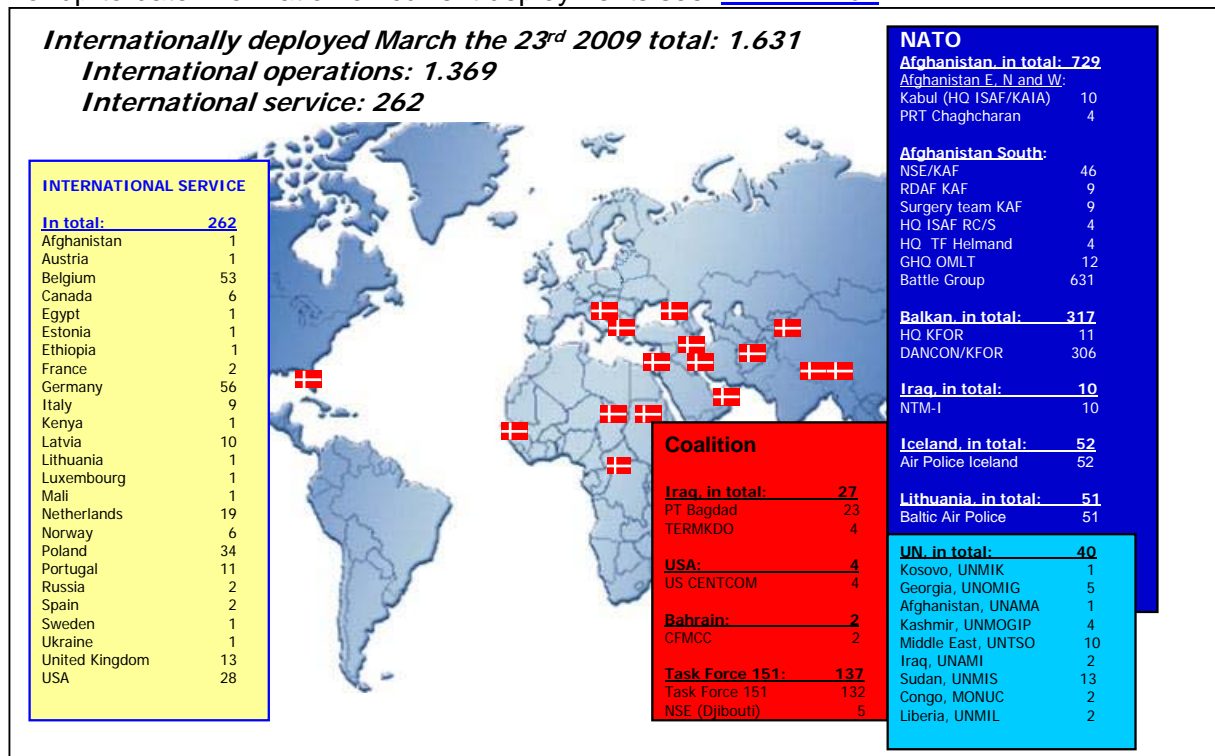 Internationally deployed March the 23rd 2009 total: 1.631
International operations: 1.369
International service: 262
INTERNATIONAL SERVICE
In total: 262
Afghanistan 1
Austria 1
Belgium 53
Canada 6
Egypt 1
Estonia 1
Ethiopia 1
France 2
Germany 56
Italy 9
Kenya 1
Latvia 10
Lithuania 1
Luxembourg 1
Mali 1
Netherlands 19
Norway 6
Poland 34
Portugal 11
Russia 2
Spain 2
Sweden 1
Ukraine 1
United Kingdom 13
USA 28
Coalition
Iraq, in total: 27
PT Bagdad 23
TERMKDO 4
USA: 4
US CENTCOM 4
Bahrain: 2
CFMCC 2
Task Force 151: 137
Task Force 151 132
NSE (Djibouti) 5
NATO
Afghanistan, in total: 729
Afghanistan E, N and W:
Kabul (HQ ISAF/KAIA) 10
PRT Chaghcharan 4
Afghanistan South:
NSE/KAF 46
RDAF KAF 9
Surgery team KAF 9
HQ ISAF RC/S 4
HQ TF Helmand 4
GHQ OMLT 12
Battle Group 631
Balkan, in total: 317
HQ KFOR 11
DANCON/KFOR 306
Iraq, in total: 10
NTM-I 10
Iceland, in total: 52
Air Police Iceland 52
Lithuania, in total: 51
Baltic Air Police 51
UN, in total: 40
Kosovo, UNMIK 1
Georgia, UNOMIG 5
Afghanistan, UNAMA 1
Kashmir, UNMOGIP 4
Middle East, UNTSO 10
Iraq, UNAMI 2
Sudan, UNMIS 13
Congo, MONUC 2
Liberia, UNMIL 2